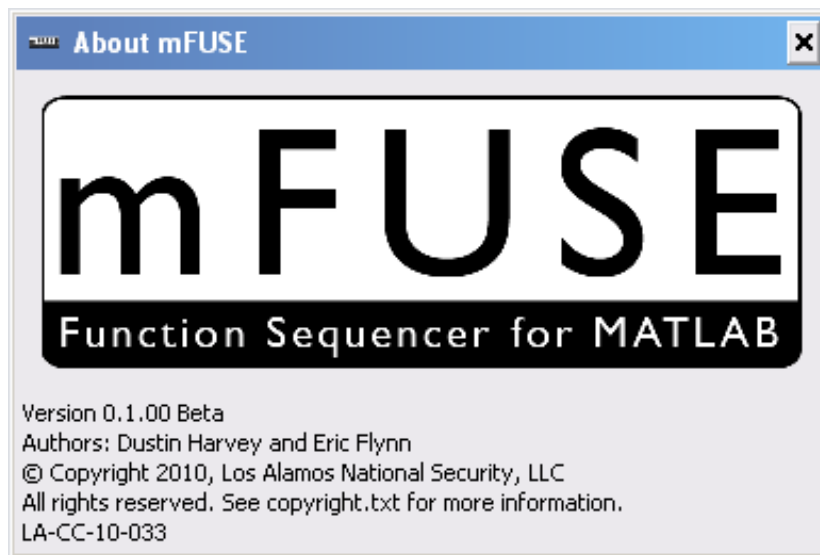 About mFUSE
mFUSE
Function Sequencer for MATLAB
Version 0.1.00 Beta
Authors: Dustin Harvey and Eric Flynn
© Copyright 2010, Los Alamos National Security, LLC
All rights reserved. See copyright.txt for more information.
LA-CC-10-033